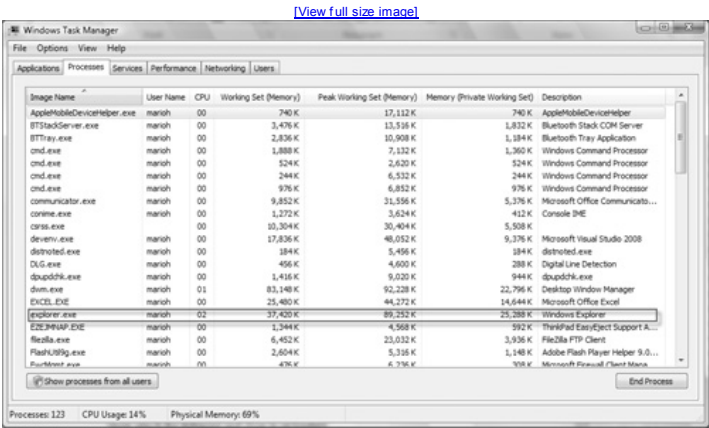 [View full size image]
Windows Task Manager
File Options View Help
Applications Processes Services Performance Networking Users
Image Name User Name CPU Working Set (Memory) Peak Working Set (Memory) Memory (Private Working Set) Description
AppleMobileDeviceHelper.exe marioh 00 740 K 17,112 K 740 K AppleMobileDeviceHelper
BTStackServer.exe marioh 00 3,476 K 13,516 K 1,832 K Bluetooth Stack COM Server
BTTray.exe marioh 00 2,836 K 10,908 K 1,184 K Bluetooth Tray Application
cmd.exe marioh 00 1,888 K 7,132 K 1,360 K Windows Command Processor
cmd.exe marioh 00 524 K 2,620 K 524 K Windows Command Processor
cmd.exe marioh 00 244 K 6,532 K 244 K Windows Command Processor
cmd.exe marioh 00 976 K 6,852 K 976 K Windows Command Processor
communicator.exe marioh 00 9,852 K 31,556 K 5,376 K Microsoft Office Communicato...
conime.exe marioh 00 1,272 K 3,624 K 412 K Console IME
csrss.exe 00 10,304 K 30,404 K 5,508 K
devenv.exe marioh 00 17,836 K 48,052 K 9,376 K Microsoft Visual Studio 2008
distnoted.exe marioh 00 184 K 5,456 K 184 K distnoted.exe
DLG.exe marioh 00 456 K 4,600 K 288 K Digital Line Detection
dpupdchk.exe marioh 00 1,416 K 9,020 K 944 K dpupdchk.exe
dwm.exe marioh 01 83,148 K 92,228 K 22,796 K Desktop Window Manager
EXCEL.EXE marioh 00 25,480 K 44,272 K 14,644 K Microsoft Office Excel
explorer.exe marioh 02 37,420 K 89,252 K 25,288 K Windows Explorer
EZEJMNAP.EXE marioh 00 1,344 K 4,568 K 592 K ThinkPad EasyEject Support A...
filezilla.exe marioh 00 6,452 K 23,032 K 3,936 K FileZilla FTP Client
FlashUtil9g.exe marioh 00 2,604 K 5,316 K 1,148 K Adobe Flash Player Helper 9.0...
FwcMgmt.exe marioh 00 476 K 6,236 K 308 K Microsoft Firewall Client Mana
Show processes from all users End Process
Processes: 123 CPU Usage: 14% Physical Memory: 69%